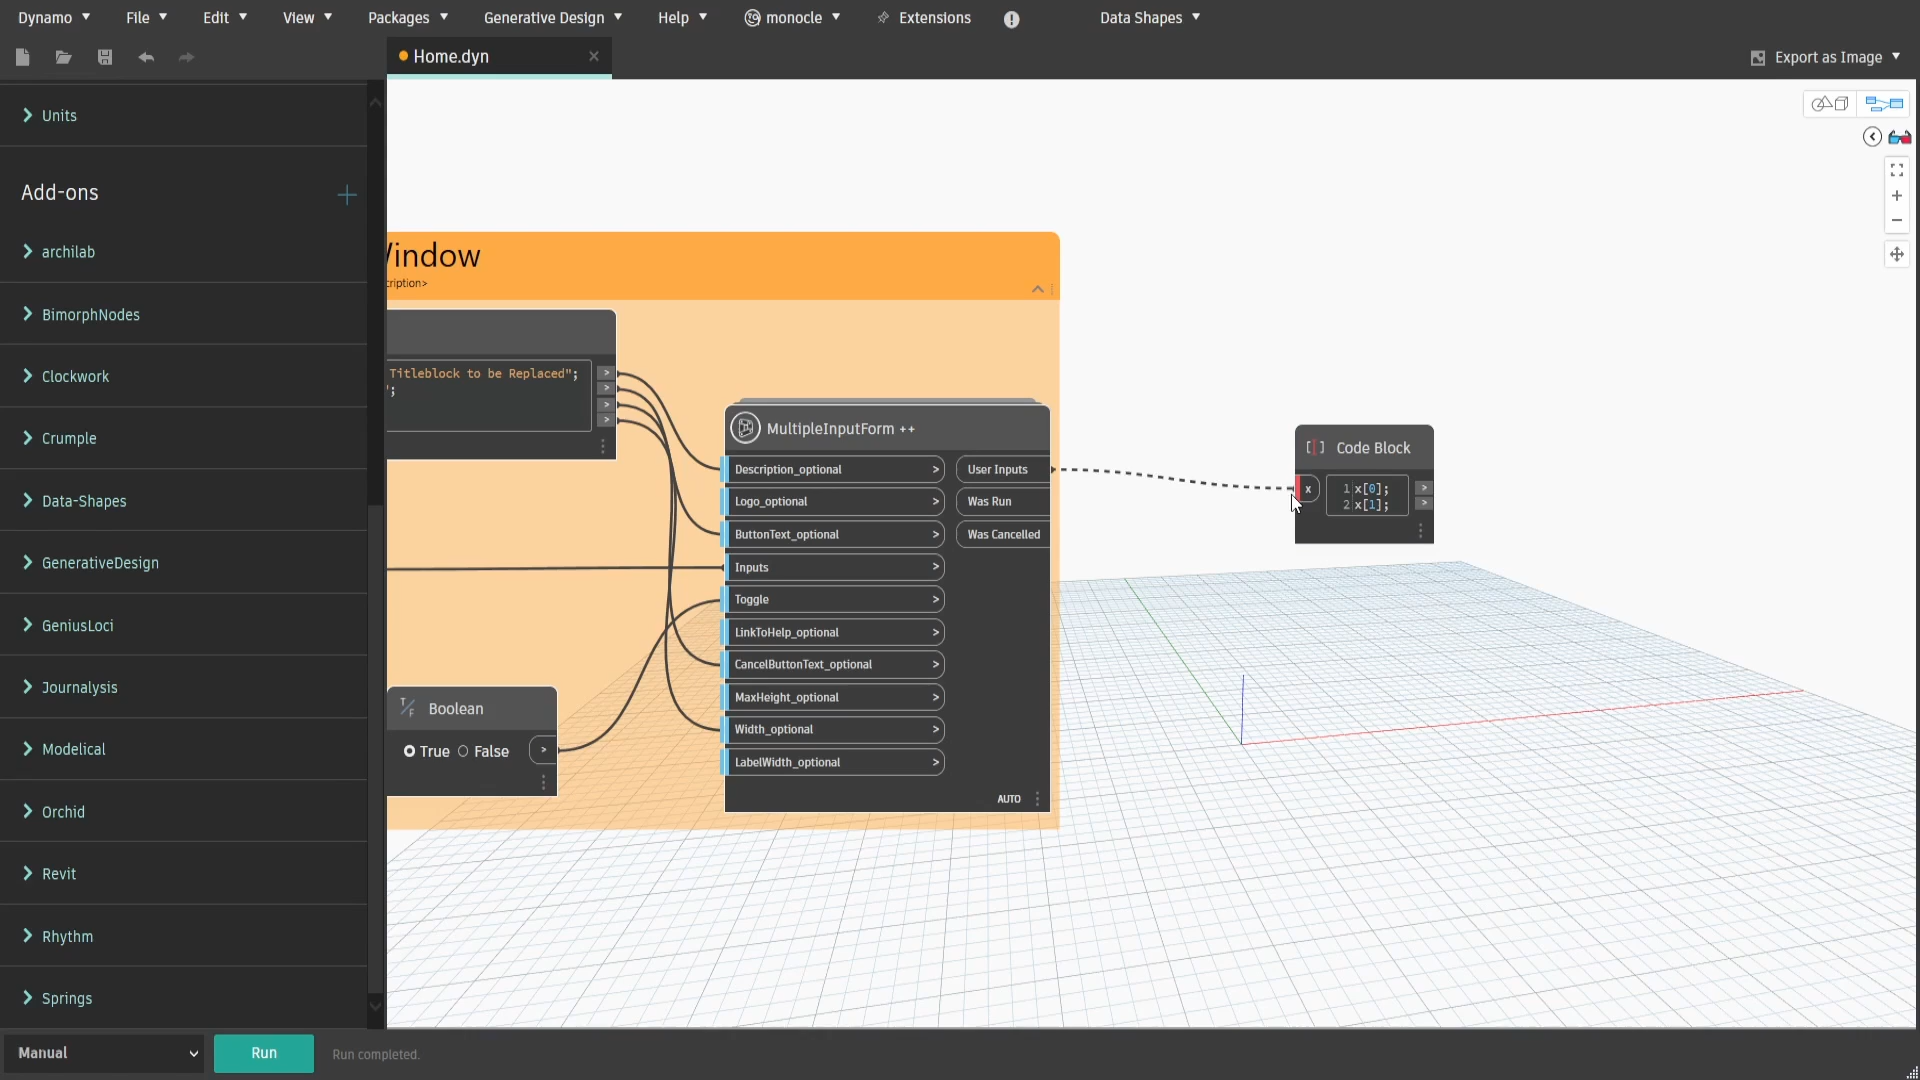 Dynamo File Edit View Packages Generative Design Help monocle Extensions Data Shapes
Home.dyn
Export as Image
Units
Add-ons
archilab
BimorphNodes
Clockwork
Crumple
Data-Shapes
GenerativeDesign
GeniusLoci
Journalysis
Modelical
Orchid
Revit
Rhythm
Springs
Window
cription>
Titleblock to be Replaced";
";
MultipleInputForm ++
Description_optional > User Inputs
Logo_optional > Was Run
ButtonText_optional > Was Cancelled
Inputs >
Toggle >
LinkToHelp_optional >
CancelButtonText_optional >
MaxHeight_optional >
Width_optional >
LabelWidth_optional >
AUTO
Boolean
True False >
Code Block
x 1 x[0]; >
2 x[1]; >
Manual Run Run completed.